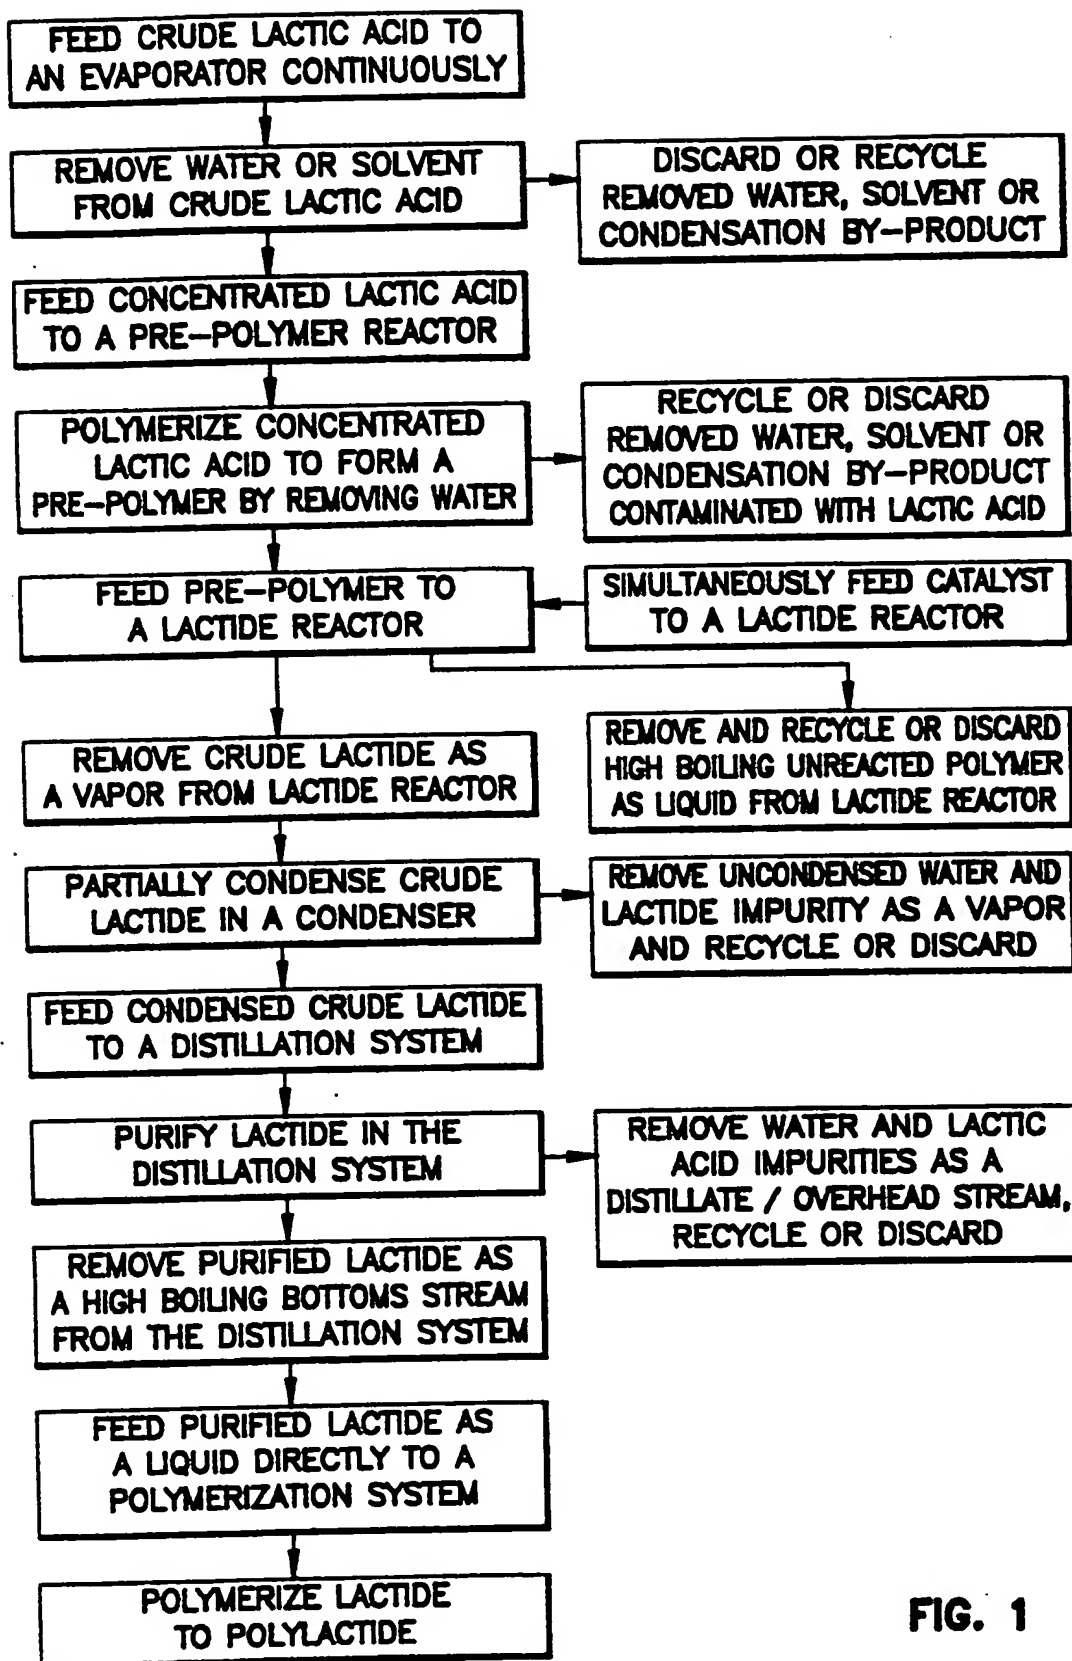 FEED CRUDE LACTIC ACID TO
AN EVAPORATOR CONTINUOUSLY
REMOVE WATER OR SOLVENT
FROM CRUDE LACTIC ACID
DISCARD OR RECYCLE
REMOVED WATER, SOLVENT OR
CONDENSATION BY-PRODUCT
FEED CONCENTRATED LACTIC ACID
TO A PRE-POLYMER REACTOR
POLYMERIZE CONCENTRATED
LACTIC ACID TO FORM A
PRE-POLYMER BY REMOVING WATER
RECYCLE OR DISCARD
REMOVED WATER, SOLVENT OR
CONDENSATION BY-PRODUCT
CONTAMINATED WITH LACTIC ACID
FEED PRE-POLYMER TO
A LACTIDE REACTOR
SIMULTANEOUSLY FEED CATALYST
TO A LACTIDE REACTOR
REMOVE CRUDE LACTIDE AS
A VAPOR FROM LACTIDE REACTOR
REMOVE AND RECYCLE OR DISCARD
HIGH BOILING UNREACTED POLYMER
AS LIQUID FROM LACTIDE REACTOR
PARTIALLY CONDENSE CRUDE
LACTIDE IN A CONDENSER
REMOVE UNCONDENSED WATER AND
LACTIDE IMPURITY AS A VAPOR
AND RECYCLE OR DISCARD
FEED CONDENSED CRUDE LACTIDE
TO A DISTILLATION SYSTEM
PURIFY LACTIDE IN THE
DISTILLATION SYSTEM
REMOVE WATER AND LACTIC
ACID IMPURITIES AS A
DISTILLATE / OVERHEAD STREAM,
RECYCLE OR DISCARD
REMOVE PURIFIED LACTIDE AS
A HIGH BOILING BOTTOMS STREAM
FROM THE DISTILLATION SYSTEM
FEED PURIFIED LACTIDE AS
A LIQUID DIRECTLY TO A
POLYMERIZATION SYSTEM
POLYMERIZE LACTIDE
TO POLYLACTIDE
FIG. 1